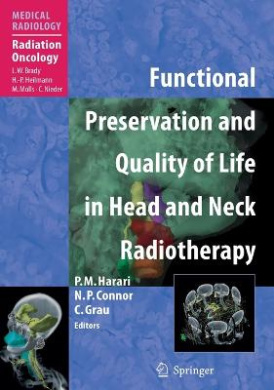 MEDICAL
RADIOLOGY
Radiation
Oncology
L.W. Brady
H.-P. Heilmann
M. Molls · C. Nieder
Functional
Preservation and
Quality of Life
in Head and Neck
Radiotherapy
P. M. Harari
N. P. Connor
C. Grau
Editors
Springer